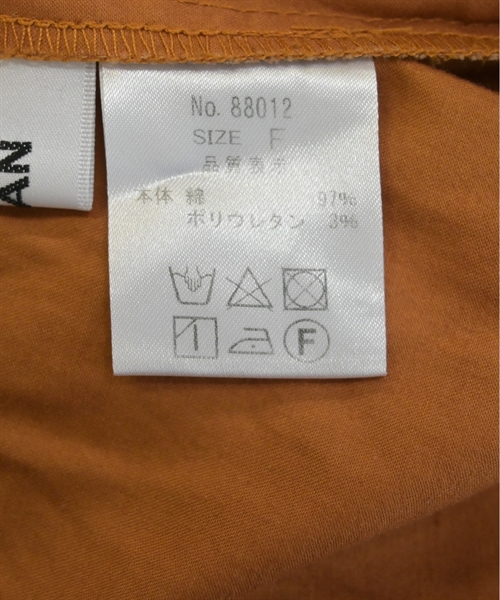 No. 88012
SIZE F
品質表示
本体 綿 97%
ポリウレタン 3%
F
AN